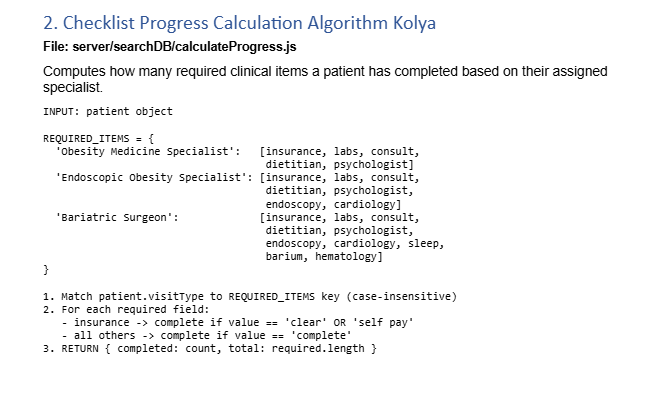 2. Checklist Progress Calculation Algorithm Kolya
File: server/searchDB/calculateProgress.js
Computes how many required clinical items a patient has completed based on their assigned
specialist.
INPUT: patient object
REQUIRED_ITEMS = {
'Obesity Medicine Specialist': [insurance, labs, consult,
dietitian, psychologist]
'Endoscopic Obesity Specialist': [insurance, labs, consult,
dietitian, psychologist,
endoscopy, cardiology]
'Bariatric Surgeon': [insurance, labs, consult,
dietitian, psychologist,
endoscopy, cardiology, sleep,
barium, hematology]
}
1. Match patient.visitType to REQUIRED_ITEMS key (case-insensitive)
2. For each required field:
- insurance -> complete if value == 'clear' OR 'self pay'
- all others -> complete if value == 'complete'
3. RETURN { completed: count, total: required.length }